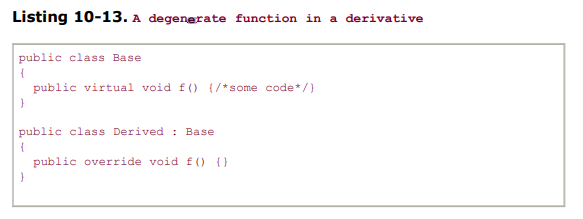 Listing 10-13. A degenerate function in a derivative
public class Base
{
public virtual void f() {/*some code*/}
}
public class Derived : Base
{
public override void f() {}
}